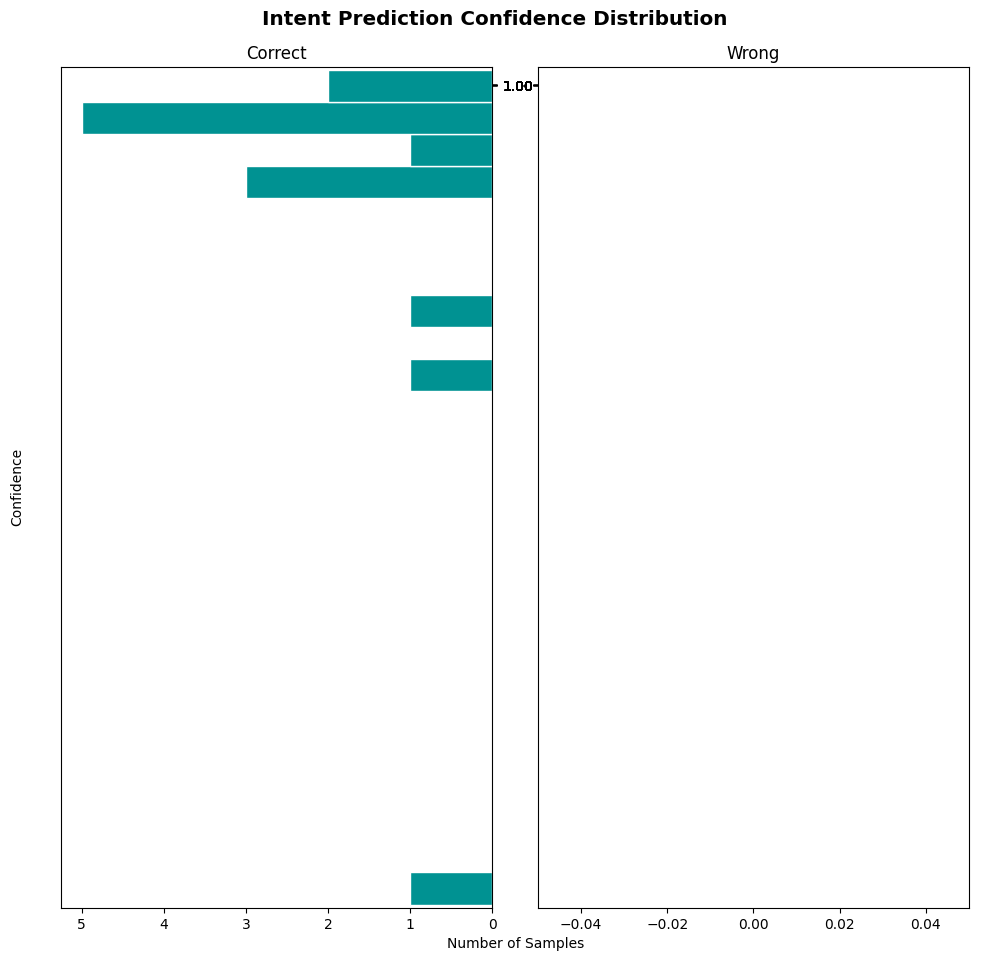 Intent Prediction Confidence Distribution
Correct
Wrong
1.00
Confidence
5 4 3 2 1 0
−0.04 −0.02 0.00 0.02 0.04
Number of Samples